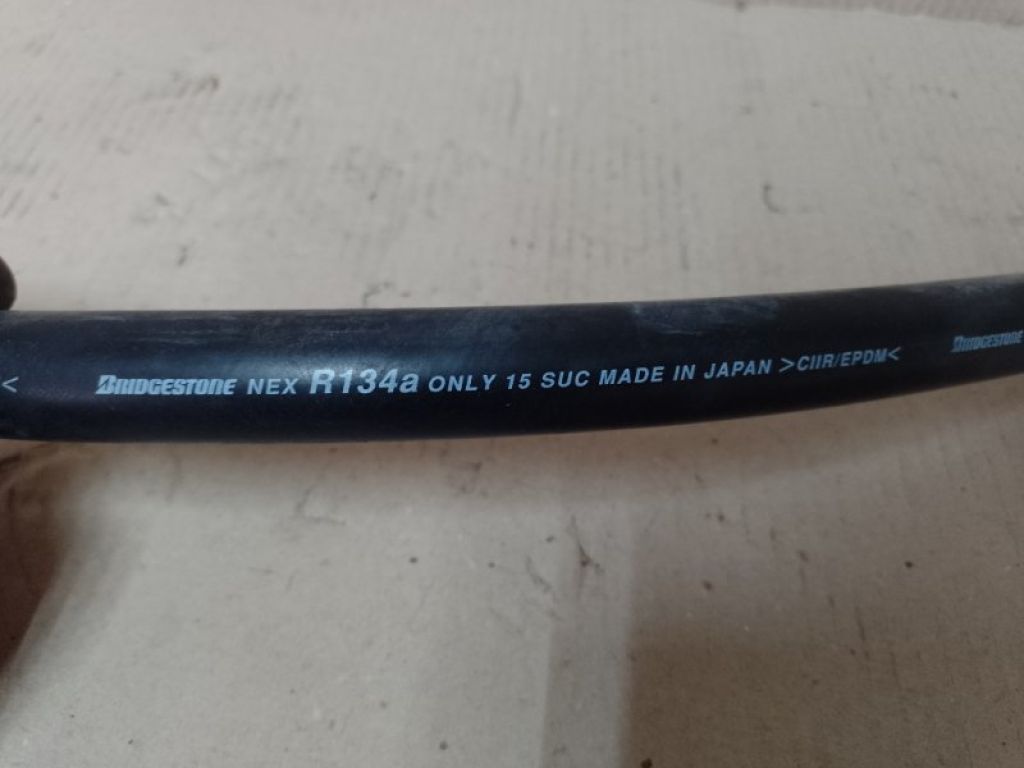 < BRIDGESTONE NEX R134a ONLY 15 SUC MADE IN JAPAN >CIIR/EPDM< BRIDGESTONE